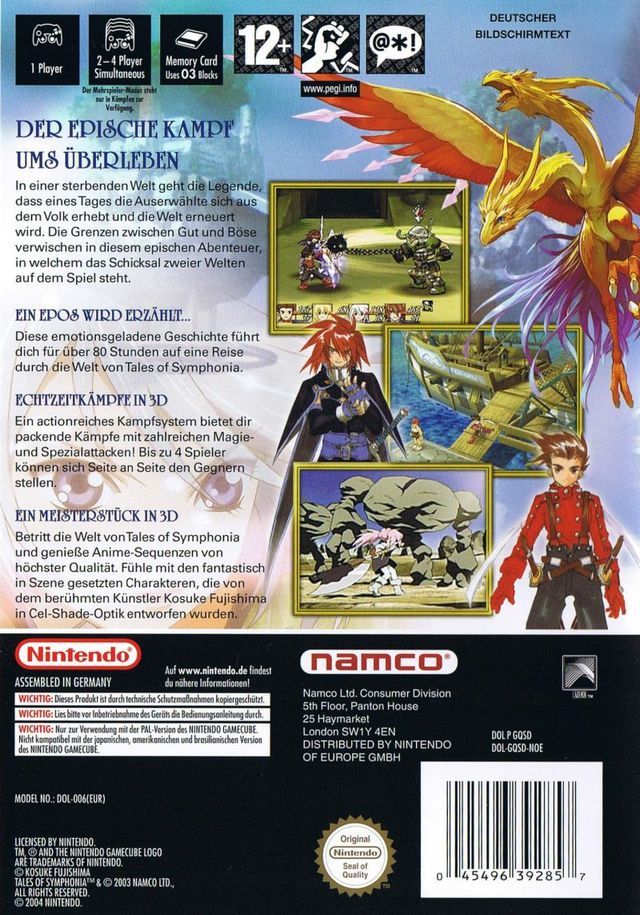 1 Player
2–4 Player
Simultaneous
Der Mehrspieler-Modus steht
nur in Kämpfen zur
Verfügung.
Memory Card
Uses 03 Blocks
12+
@*!
www.pegi.info
DEUTSCHER
BILDSCHIRMTEXT
DER EPISCHE KAMPF
UMS ÜBERLEBEN
In einer sterbenden Welt geht die Legende,
dass eines Tages die Auserwählte sich aus
dem Volk erhebt und die Welt erneuert
wird. Die Grenzen zwischen Gut und Böse
verwischen in diesem epischen Abenteuer,
in welchem das Schicksal zweier Welten
auf dem Spiel steht.
EIN EPOS WIRD ERZÄHLT...
Diese emotionsgeladene Geschichte führt
dich für über 80 Stunden auf eine Reise
durch die Welt von Tales of Symphonia.
ECHTZEITKÄMPFE IN 3D
Ein actionreiches Kampfsystem bietet dir
packende Kämpfe mit zahlreichen Magie-
und Spezialattacken! Bis zu 4 Spieler
können sich Seite an Seite den Gegnern
stellen.
EIN MEISTERSTÜCK IN 3D
Betritt die Welt von Tales of Symphonia
und genieße Anime-Sequenzen von
höchster Qualität. Fühle mit den fantastisch
in Szene gesetzten Charakteren, die von
dem berühmten Künstler Kosuke Fujishima
in Cel-Shade-Optik entworfen wurden.
Nintendo®
ASSEMBLED IN GERMANY
Auf www.nintendo.de findest
du nähere Informationen!
WICHTIG: Dieses Produkt ist durch technische Schutzmaßnahmen kopiergeschützt.
WICHTIG: Lies bitte vor Inbetriebnahme des Geräts die Bedienungsanleitung durch.
WICHTIG: Nur zur Verwendung mit der PAL-Version des NINTENDO GAMECUBE.
Nicht kompatibel mit der japanischen, amerikanischen und brasilianischen Version
des NINTENDO GAMECUBE.
MODEL NO.: DOL-006(EUR)
LICENSED BY NINTENDO.
TM, ® AND THE NINTENDO GAMECUBE LOGO
ARE TRADEMARKS OF NINTENDO.
© KOSUKE FUJISHIMA
TALES OF SYMPHONIA™ & © 2003 NAMCO LTD.,
ALL RIGHTS RESERVED.
© 2004 NINTENDO.
namco®
Namco Ltd. Consumer Division
5th Floor, Panton House
25 Haymarket
London SW1Y 4EN
DISTRIBUTED BY NINTENDO
OF EUROPE GMBH
DOL P GQSD
DOL-GQSD-NOE
Original
Nintendo
Seal of
Quality
0 45496 39285 7